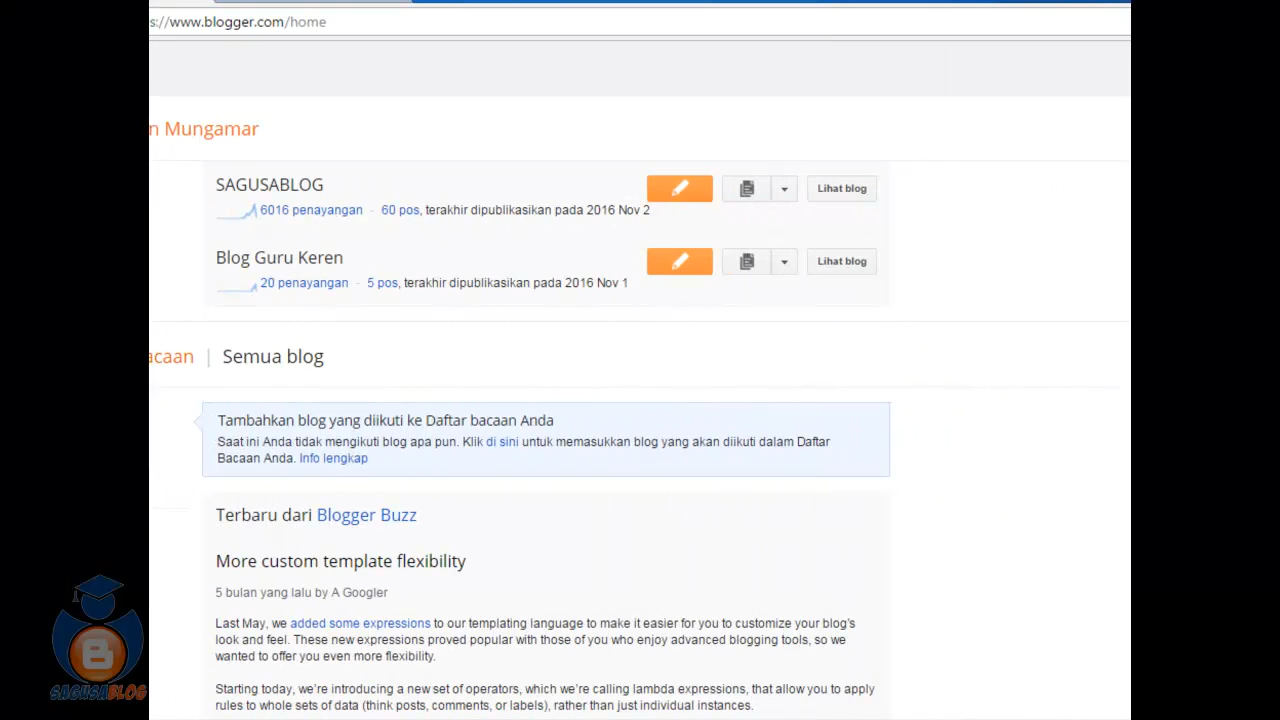 s://www.blogger.com/home
n Mungamar
SAGUSABLOG
Lihat blog
6016 penayangan - 60 pos, terakhir dipublikasikan pada 2016 Nov 2
Blog Guru Keren
Lihat blog
20 penayangan - 5 pos, terakhir dipublikasikan pada 2016 Nov 1
acaan | Semua blog
Tambahkan blog yang diikuti ke Daftar bacaan Anda
Saat ini Anda tidak mengikuti blog apa pun. Klik di sini untuk memasukkan blog yang akan diikuti dalam Daftar
Bacaan Anda. Info lengkap
Terbaru dari Blogger Buzz
More custom template flexibility
5 bulan yang lalu by A Googler
Last May, we added some expressions to our templating language to make it easier for you to customize your blog's
look and feel. These new expressions proved popular with those of you who enjoy advanced blogging tools, so we
wanted to offer you even more flexibility.
Starting today, we're introducing a new set of operators, which we're calling lambda expressions, that allow you to apply
rules to whole sets of data (think posts, comments, or labels), rather than just individual instances.
SAGUSABLOG